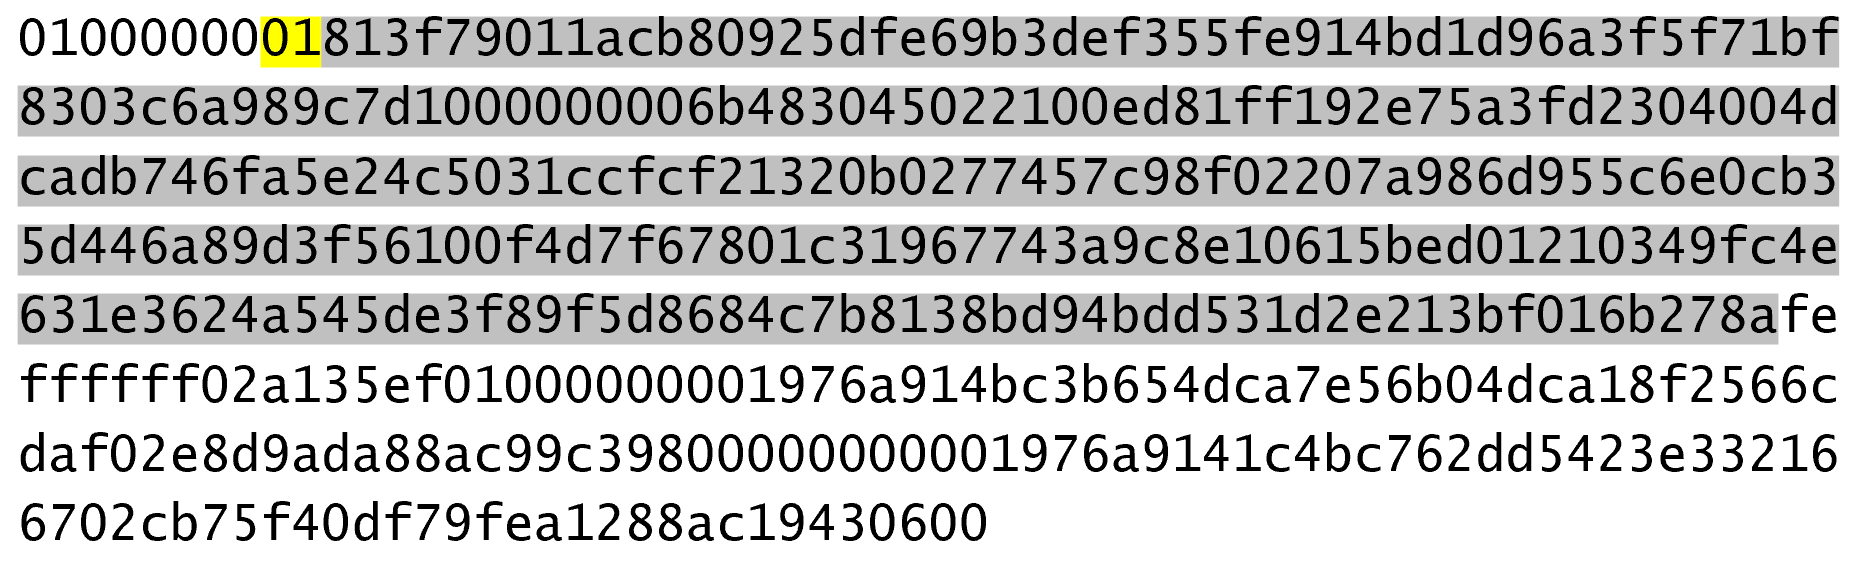 0100000001813f79011acb80925dfe69b3def355fe914bd1d96a3f5f71bf
8303c6a989c7d1000000006b483045022100ed81ff192e75a3fd2304004d
cadb746fa5e24c5031ccfcf21320b0277457c98f02207a986d955c6e0cb3
5d446a89d3f56100f4d7f67801c31967743a9c8e10615bed01210349fc4e
631e3624a545de3f89f5d8684c7b8138bd94bdd531d2e213bf016b278afe
ffffff02a135ef01000000001976a914bc3b654dca7e56b04dca18f2566c
daf02e8d9ada88ac99c39800000000001976a9141c4bc762dd5423e33216
6702cb75f40df79fea1288ac19430600